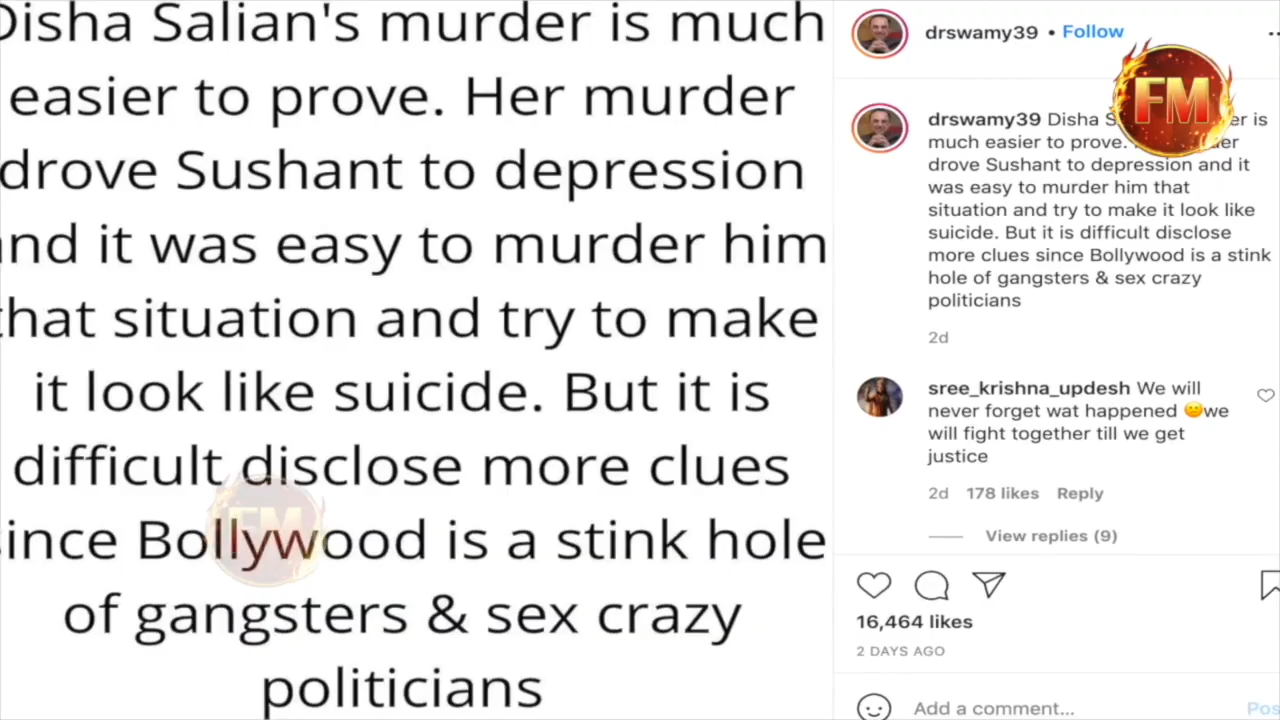 Disha Salian's murder is much
easier to prove. Her murder
drove Sushant to depression
and it was easy to murder him
that situation and try to make
it look like suicide. But it is
difficult disclose more clues
since Bollywood is a stink hole
of gangsters & sex crazy
politicians
FM
drswamy39 • Follow
FM
drswamy39 Disha S er is
much easier to prove. er
drove Sushant to depression and it
was easy to murder him that
situation and try to make it look like
suicide. But it is difficult disclose
more clues since Bollywood is a stink
hole of gangsters & sex crazy
politicians
2d
sree_krishna_updesh We will
never forget wat happened 😕we
will fight together till we get
justice
2d 178 likes Reply
View replies (9)
16,464 likes
2 DAYS AGO
Add a comment... Pos